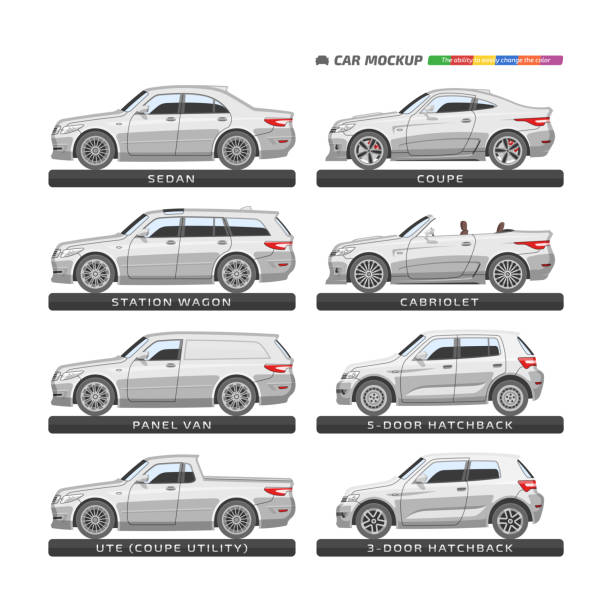 CAR MOCKUP
The ability to easily change the color
SEDAN
COUPE
STATION WAGON
CABRIOLET
PANEL VAN
5-DOOR HATCHBACK
UTE (COUPE UTILITY)
3-DOOR HATCHBACK